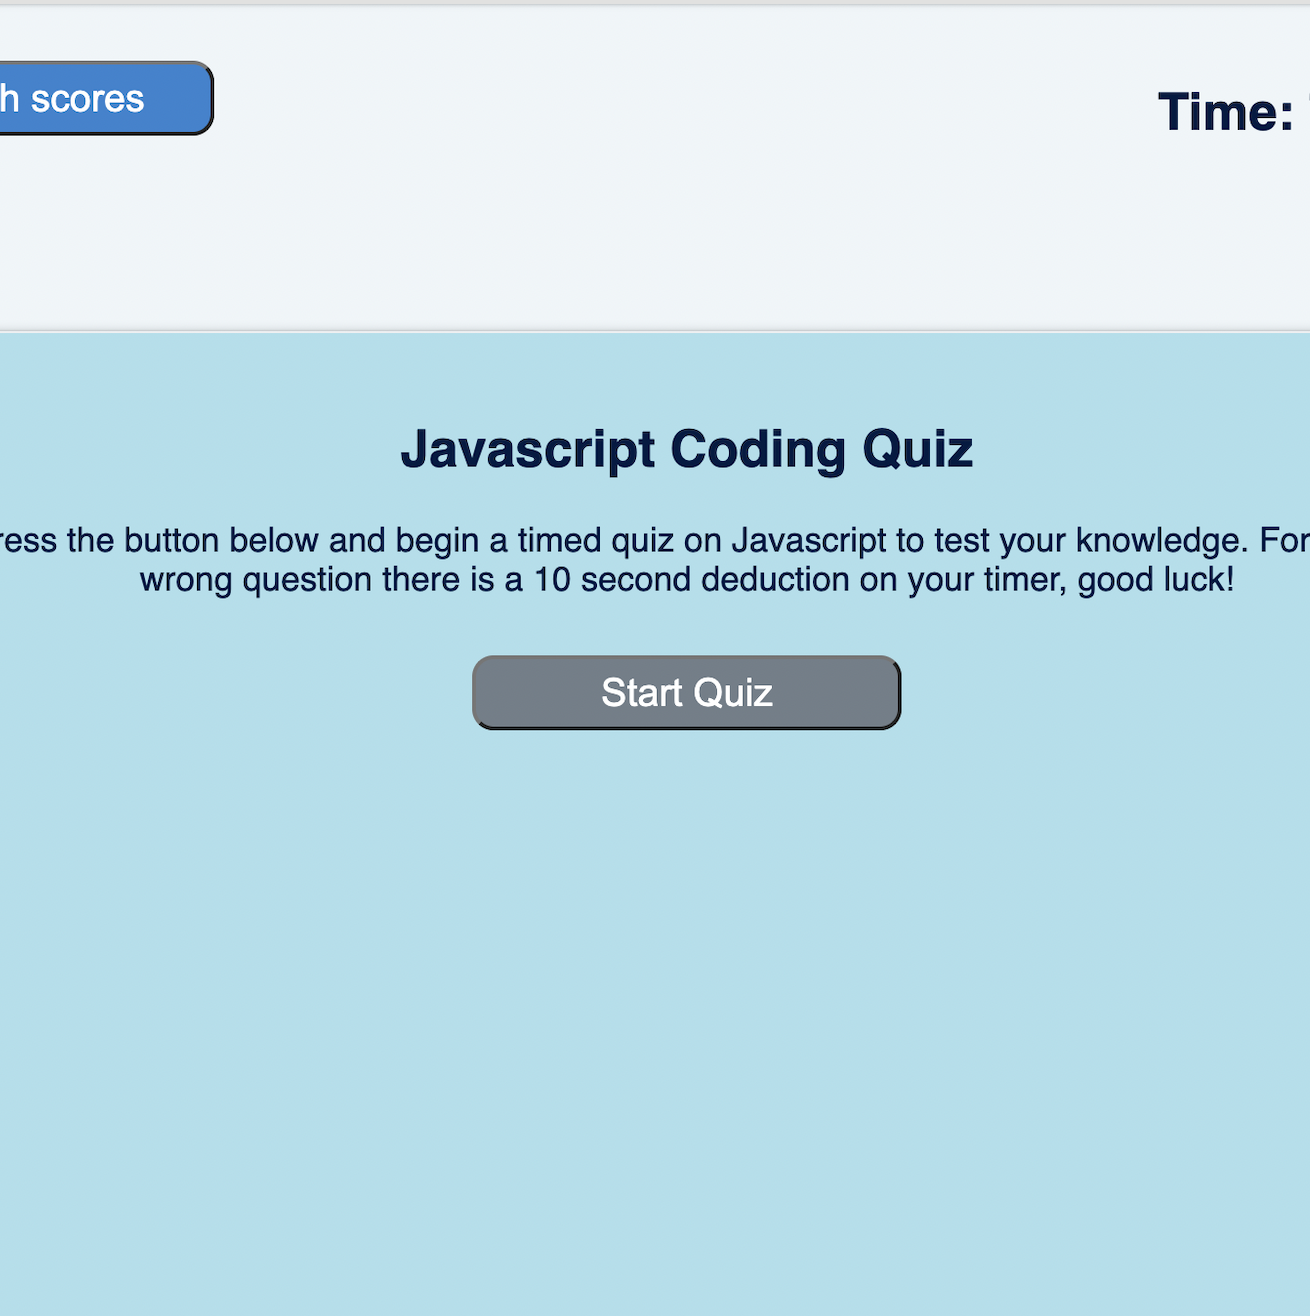 h scores
Time:
Javascript Coding Quiz
ress the button below and begin a timed quiz on Javascript to test your knowledge. For
wrong question there is a 10 second deduction on your timer, good luck!
Start Quiz